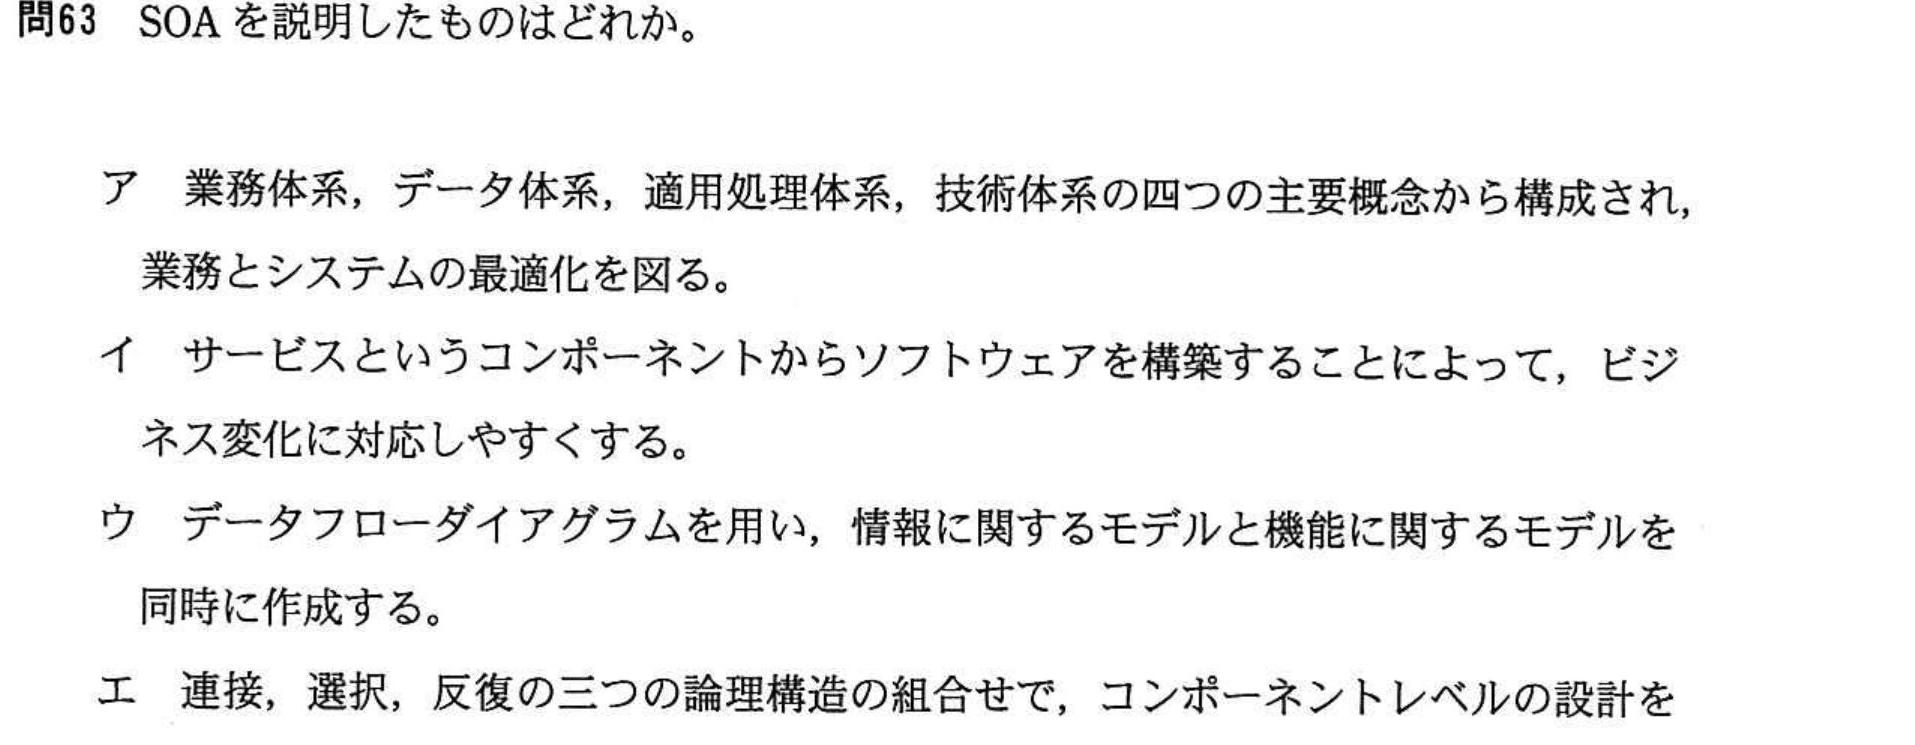 問63 SOA を説明したものはどれか。
ア 業務体系，データ体系，適用処理体系，技術体系の四つの主要概念から構成され，
業務とシステムの最適化を図る。
イ サービスというコンポーネントからソフトウェアを構築することによって，ビジ
ネス変化に対応しやすくする。
ウ データフローダイアグラムを用い，情報に関するモデルと機能に関するモデルを
同時に作成する。
エ 連接，選択，反復の三つの論理構造の組合せで，コンポーネントレベルの設計を